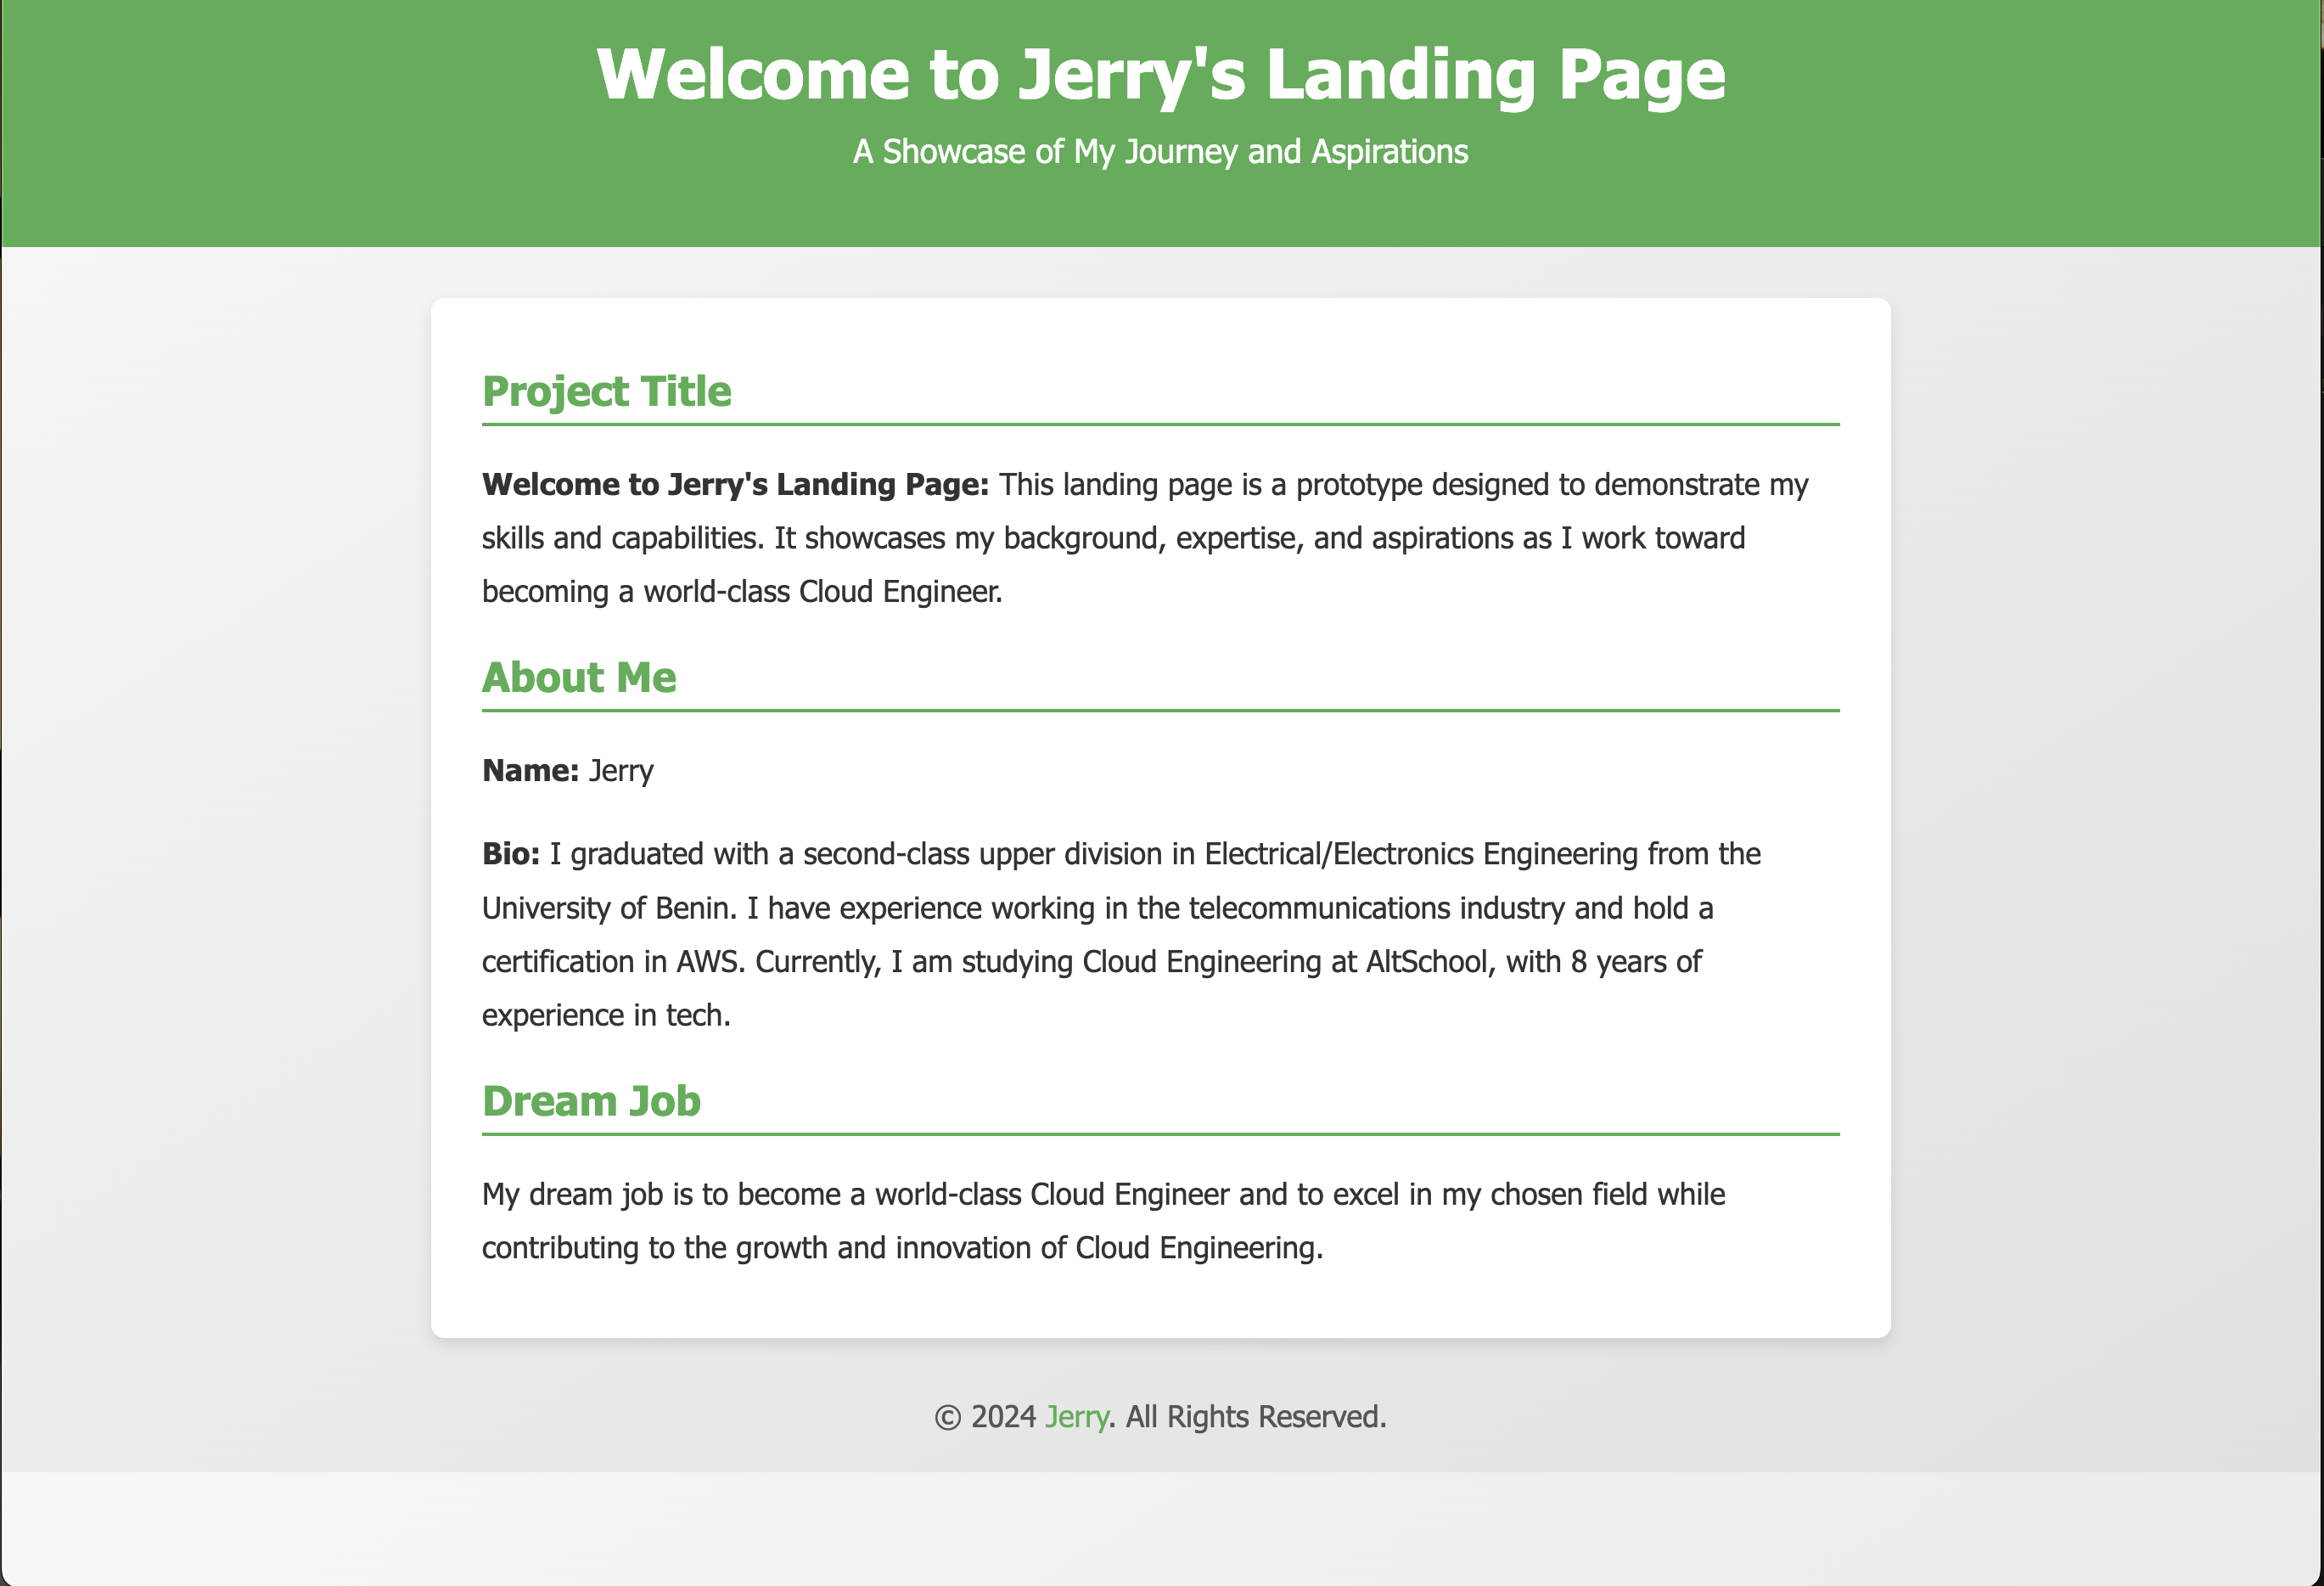 Welcome to Jerry's Landing Page
A Showcase of My Journey and Aspirations
Project Title
Welcome to Jerry's Landing Page: This landing page is a prototype designed to demonstrate my
skills and capabilities. It showcases my background, expertise, and aspirations as I work toward
becoming a world-class Cloud Engineer.
About Me
Name: Jerry
Bio: I graduated with a second-class upper division in Electrical/Electronics Engineering from the
University of Benin. I have experience working in the telecommunications industry and hold a
certification in AWS. Currently, I am studying Cloud Engineering at AltSchool, with 8 years of
experience in tech.
Dream Job
My dream job is to become a world-class Cloud Engineer and to excel in my chosen field while
contributing to the growth and innovation of Cloud Engineering.
© 2024 Jerry. All Rights Reserved.